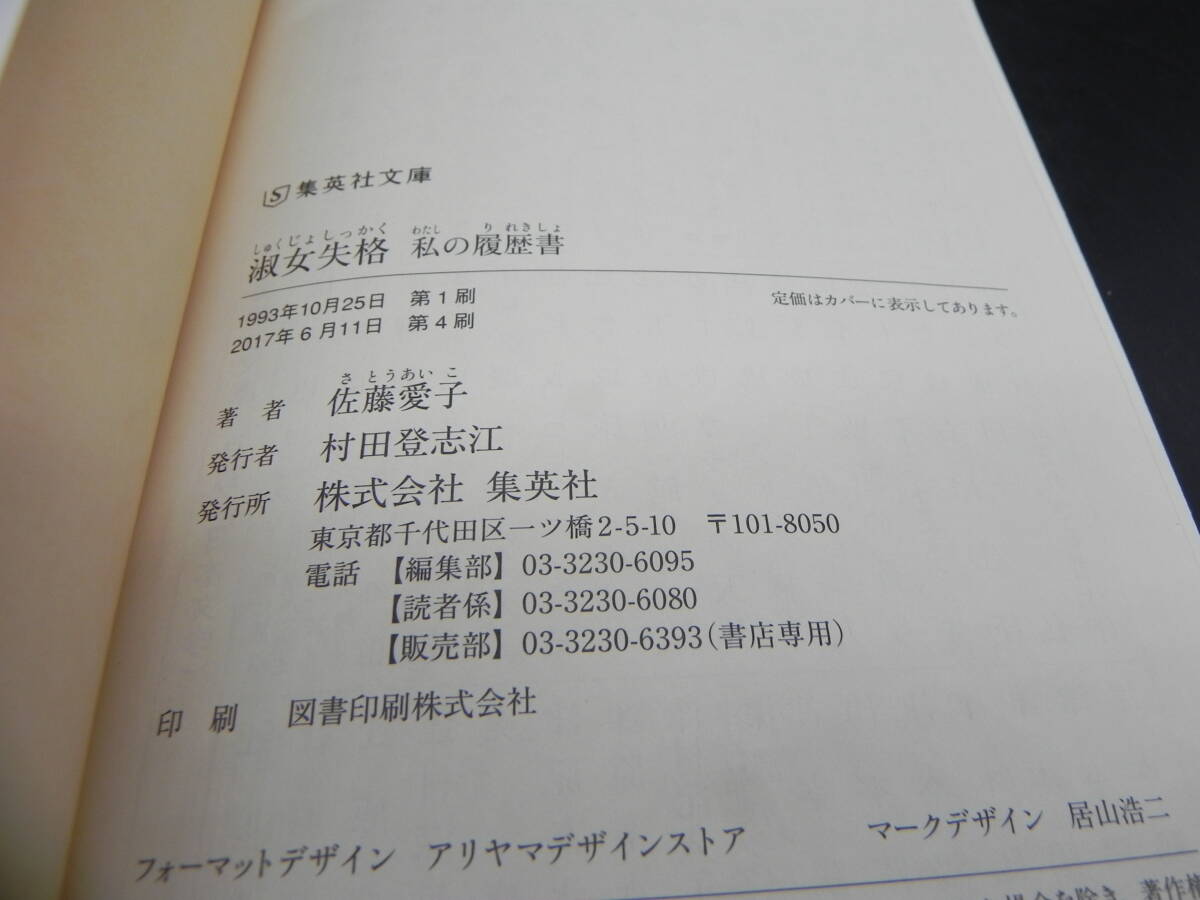 S 集英社文庫
しゅくじょしっかく わたし りれきしょ
淑女失格 私の履歴書
1993年10月25日 第1刷
定価はカバーに表示してあります。
2017年6月11日 第4刷
さとうあいこ
著者 佐藤愛子
発行者 村田登志江
発行所 株式会社 集英社
東京都千代田区一ツ橋2-5-10 〒101-8050
電話 【編集部】03-3230-6095
【読者係】03-3230-6080
【販売部】03-3230-6393(書店専用)
印刷 図書印刷株式会社
フォーマットデザイン アリヤマデザインストア
マークデザイン 居山浩二
場合を除き、著作権